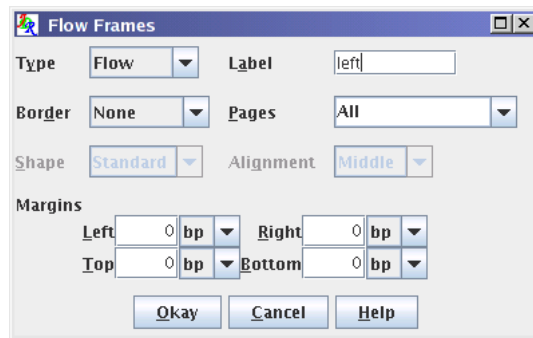 Flow Frames
Type Flow Label left
Border None Pages All
Shape Standard Alignment Middle
Margins
Left 0 bp Right 0 bp
Top 0 bp Bottom 0 bp
Okay Cancel Help